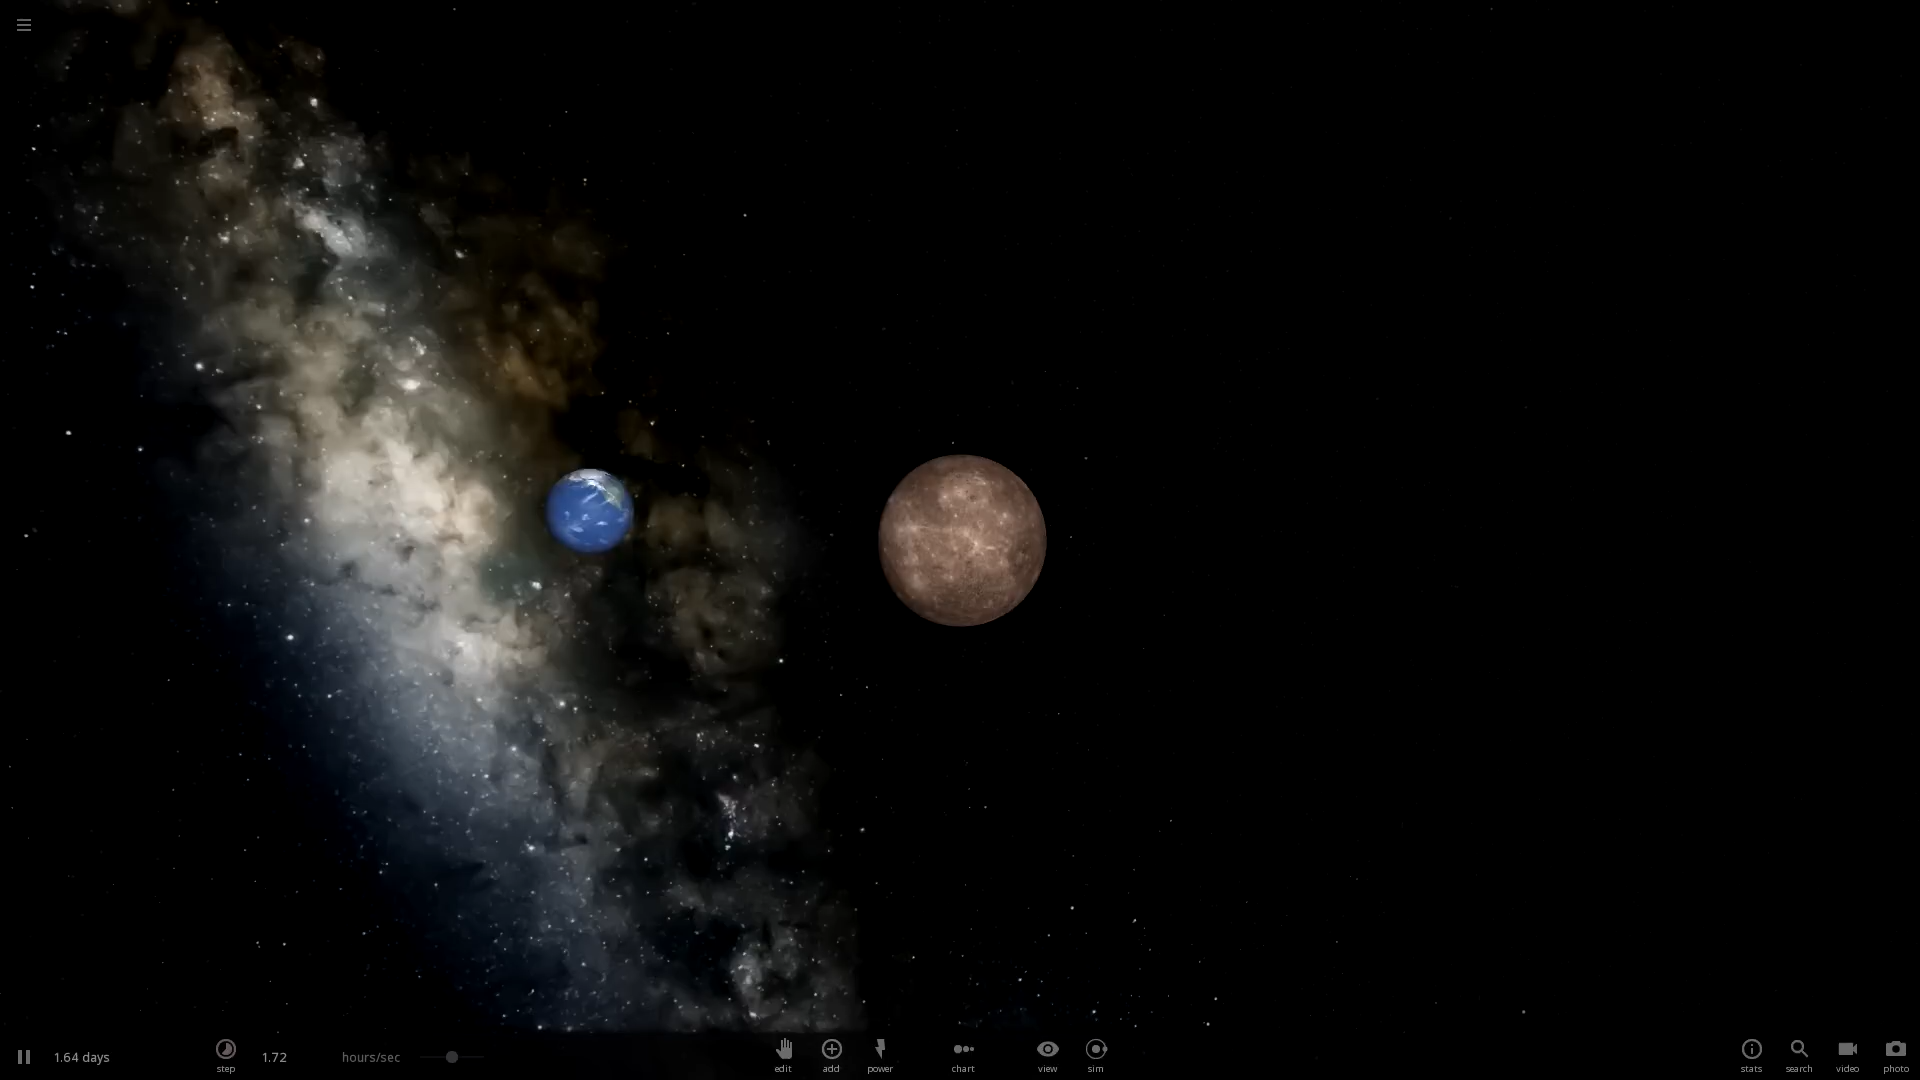 1.64 days
step
1.72
hours/sec
edit
add
power
chart
view
sim
stats
search
video
photo